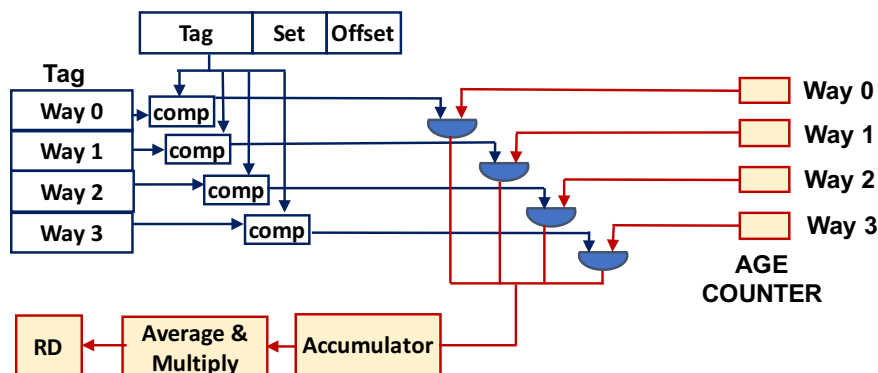 Tag Set Offset
Tag
Way 0 comp Way 0
Way 1 comp Way 1
Way 2 comp Way 2
Way 3 comp Way 3
AGE
COUNTER
RD Average & Accumulator
Multiply